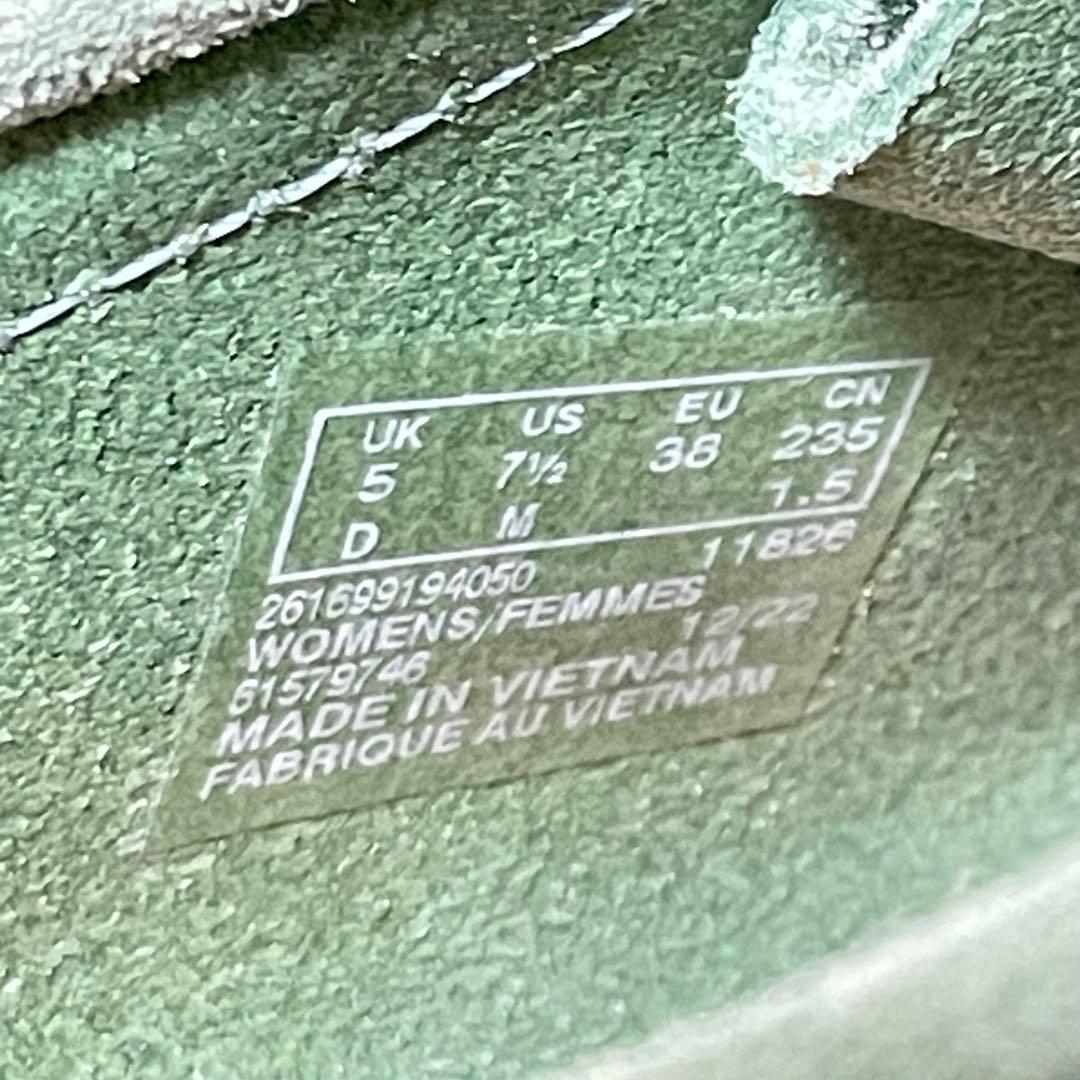 UK US EU CN
5 7½ 38 235
D M 1.5
261699194050 11826
WOMENS/FEMMES
61579746 12/22
MADE IN VIETNAM
FABRIQUE AU VIETNAM